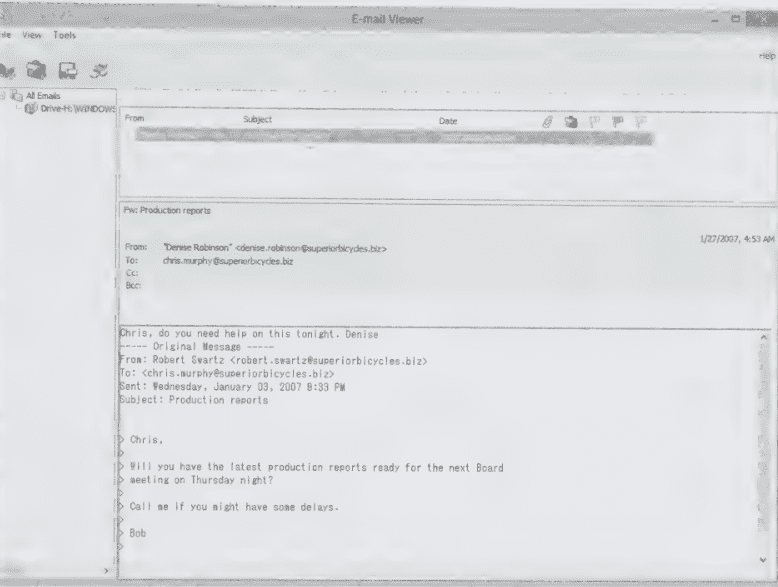 E-mail Viewer
File View Tools
Help
All Emails
Drive-H: \WINDOWS
From Subject Date
Fw: Production reports
1/27/2007, 4:53 AM
From: "Denise Robinson" <denise.robinson@superiorbicycles.biz>
To: chris.murphy@superiorbicycles.biz
Cc:
Bcc:
Chris, do you need help on this tonight. Denise
----- Original Message -----
From: Robert Swartz <robert.swartz@superiorbicycles.biz>
To: <chris.murphy@superiorbicycles.biz>
Sent: Wednesday, January 03, 2007 8:33 PM
Subject: Production reports
> Chris,
>
> Will you have the latest production reports ready for the next Board
> meeting on Thursday night?
>
> Call me if you might have some delays.
>
> Bob
>